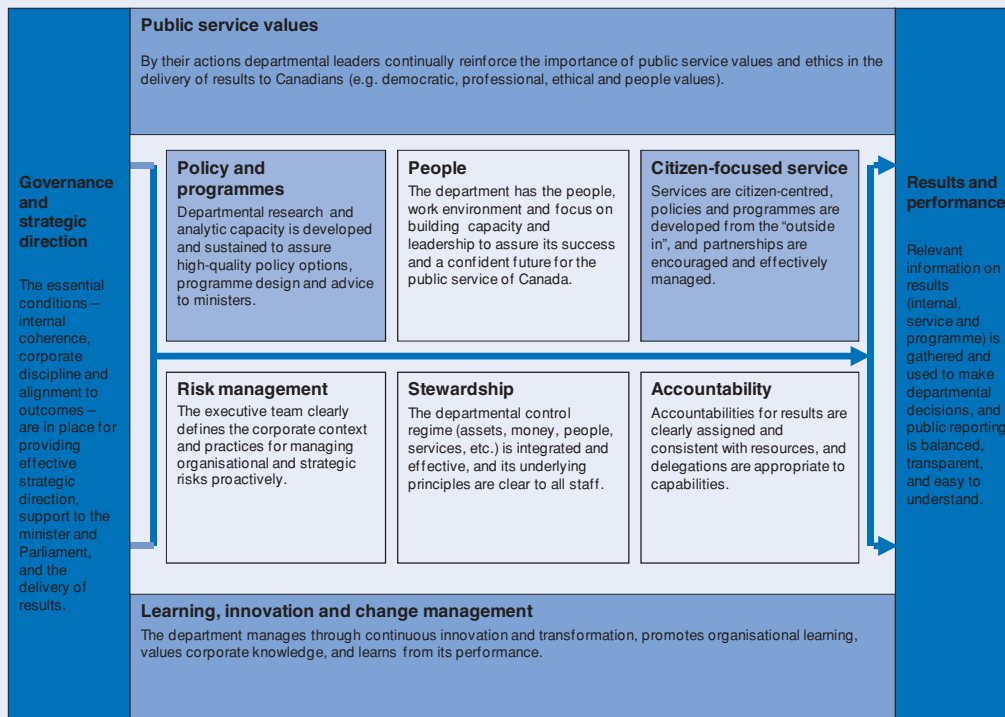 Public service values
By their actions departmental leaders continually reinforce the importance of public service values and ethics in the
delivery of results to Canadians (e.g. democratic, professional, ethical and people values).
Governance
and
strategic
direction
The essential
conditions –
internal
coherence,
corporate
discipline and
alignment to
outcomes –
are in place for
providing
effective
strategic
direction,
support to the
minister and
Parliament,
and the
delivery of
results.
Policy and
programmes
Departmental research and
analytic capacity is developed
and sustained to assure
high-quality policy options,
programme design and advice
to ministers.
People
The department has the people,
work environment and focus on
building capacity and
leadership to assure its success
and a confident future for the
public service of Canada.
Citizen-focused service
Services are citizen-centred,
policies and programmes are
developed from the “outside
in”, and partnerships are
encouraged and effectively
managed.
Risk management
The executive team clearly
defines the corporate context
and practices for managing
organisational and strategic
risks proactively.
Stewardship
The departmental control
regime (assets, money, people,
services, etc.) is integrated and
effective, and its underlying
principles are clear to all staff.
Accountability
Accountabilities for results are
clearly assigned and
consistent with resources, and
delegations are appropriate to
capabilities.
Results and
performance
Relevant
information on
results
(internal,
service and
programme) is
gathered and
used to make
departmental
decisions, and
public reporting
is balanced,
transparent,
and easy to
understand.
Learning, innovation and change management
The department manages through continuous innovation and transformation, promotes organisational learning,
values corporate knowledge, and learns from its performance.